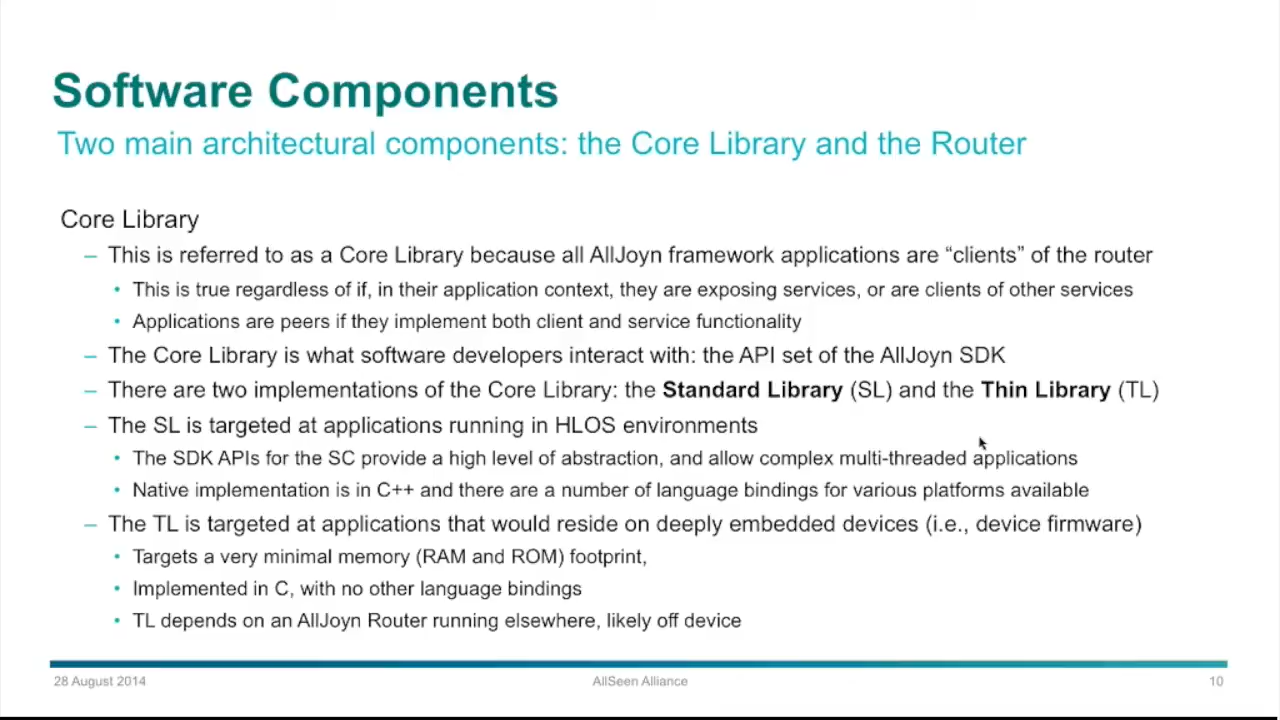 Software Components
Two main architectural components: the Core Library and the Router
Core Library
– This is referred to as a Core Library because all AllJoyn framework applications are “clients” of the router
• This is true regardless of if, in their application context, they are exposing services, or are clients of other services
• Applications are peers if they implement both client and service functionality
– The Core Library is what software developers interact with: the API set of the AllJoyn SDK
– There are two implementations of the Core Library: the Standard Library (SL) and the Thin Library (TL)
– The SL is targeted at applications running in HLOS environments
• The SDK APIs for the SC provide a high level of abstraction, and allow complex multi-threaded applications
• Native implementation is in C++ and there are a number of language bindings for various platforms available
– The TL is targeted at applications that would reside on deeply embedded devices (i.e., device firmware)
• Targets a very minimal memory (RAM and ROM) footprint,
• Implemented in C, with no other language bindings
• TL depends on an AllJoyn Router running elsewhere, likely off device
28 August 2014
AllSeen Alliance
10